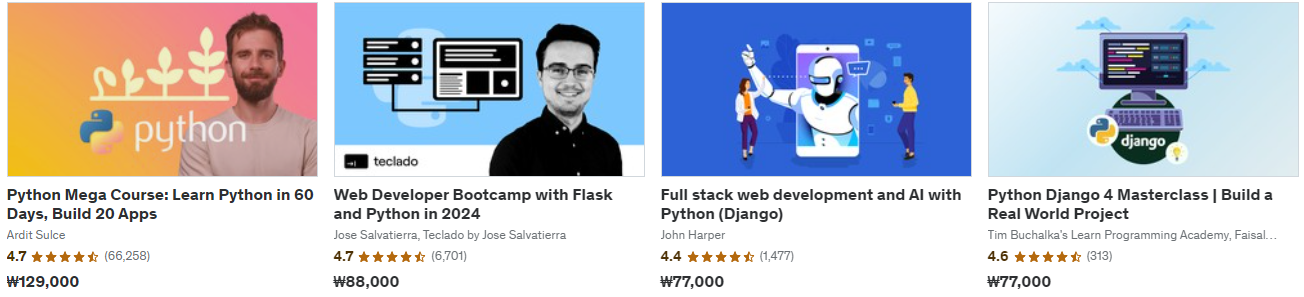 python
Python Mega Course: Learn Python in 60
Days, Build 20 Apps
Ardit Sulce
4.7 (66,258)
₩129,000
teclado
Web Developer Bootcamp with Flask
and Python in 2024
Jose Salvatierra, Teclado by Jose Salvatierra
4.7 (6,701)
₩88,000
Full stack web development and AI with
Python (Django)
John Harper
4.4 (1,477)
₩77,000
django
Python Django 4 Masterclass | Build a
Real World Project
Tim Buchalka's Learn Programming Academy, Faisal...
4.6 (313)
₩77,000